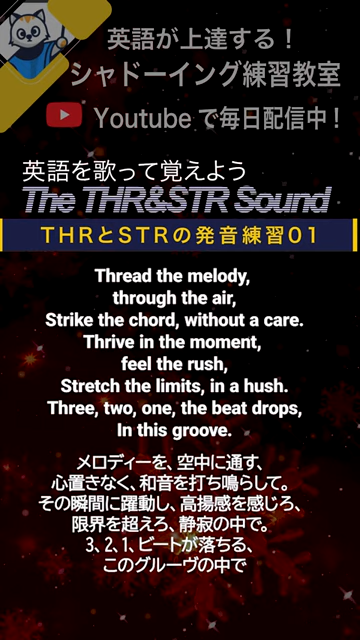 英語が上達する！
シャドーイング練習教室
Youtubeで毎日配信中！
英語を歌って覚えよう
The THR&STR Sound
THRとSTRの発音練習01
Thread the melody,
through the air,
Strike the chord, without a care.
Thrive in the moment,
feel the rush,
Stretch the limits, in a hush.
Three, two, one, the beat drops,
In this groove.
メロディーを、空中に通す、
心置きなく、和音を打ち鳴らして。
その瞬間に躍動し、高揚感を感じろ、
限界を超えろ、静寂の中で。
3、2、1、ビートが落ちる、
このグルーヴの中で